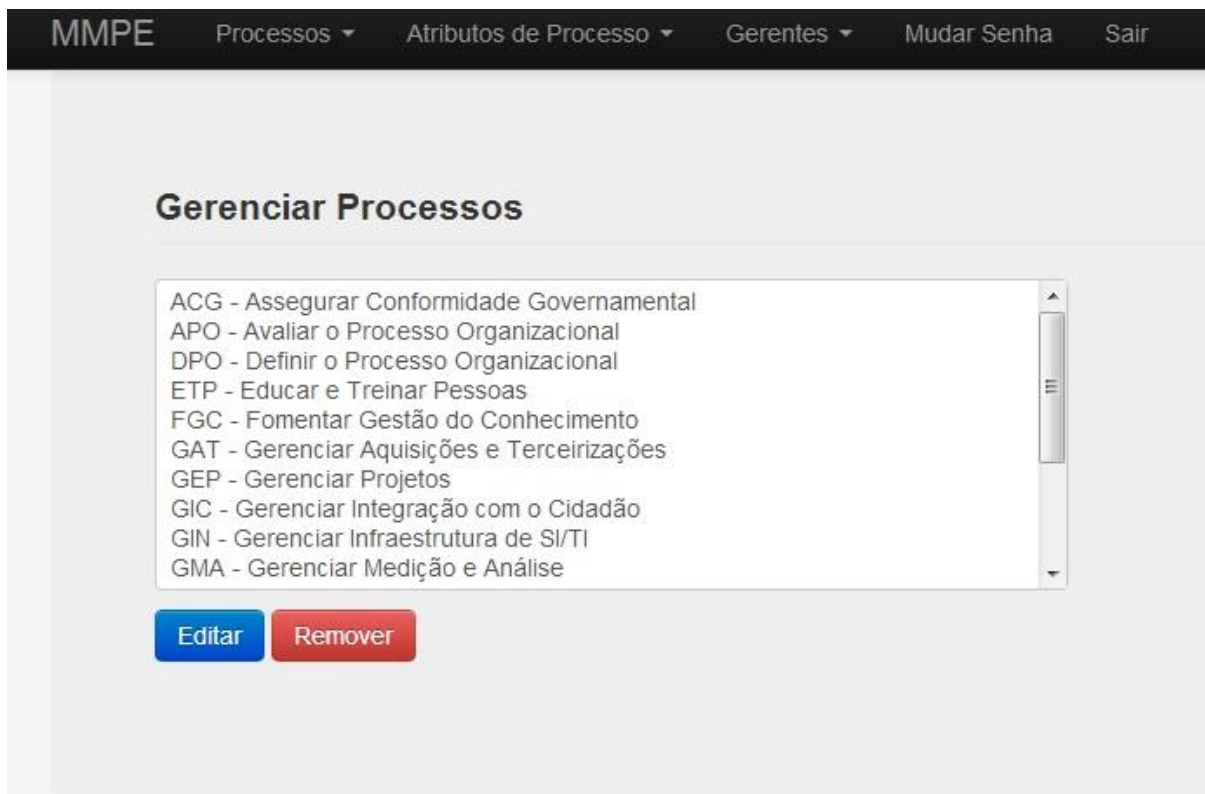 MMPE Processos Atributos de Processo Gerentes Mudar Senha Sair
Gerenciar Processos
ACG - Assegurar Conformidade Governamental
APO - Avaliar o Processo Organizacional
DPO - Definir o Processo Organizacional
ETP - Educar e Treinar Pessoas
FGC - Fomentar Gestão do Conhecimento
GAT - Gerenciar Aquisições e Terceirizações
GEP - Gerenciar Projetos
GIC - Gerenciar Integração com o Cidadão
GIN - Gerenciar Infraestrutura de SI/TI
GMA - Gerenciar Medição e Análise
Editar Remover